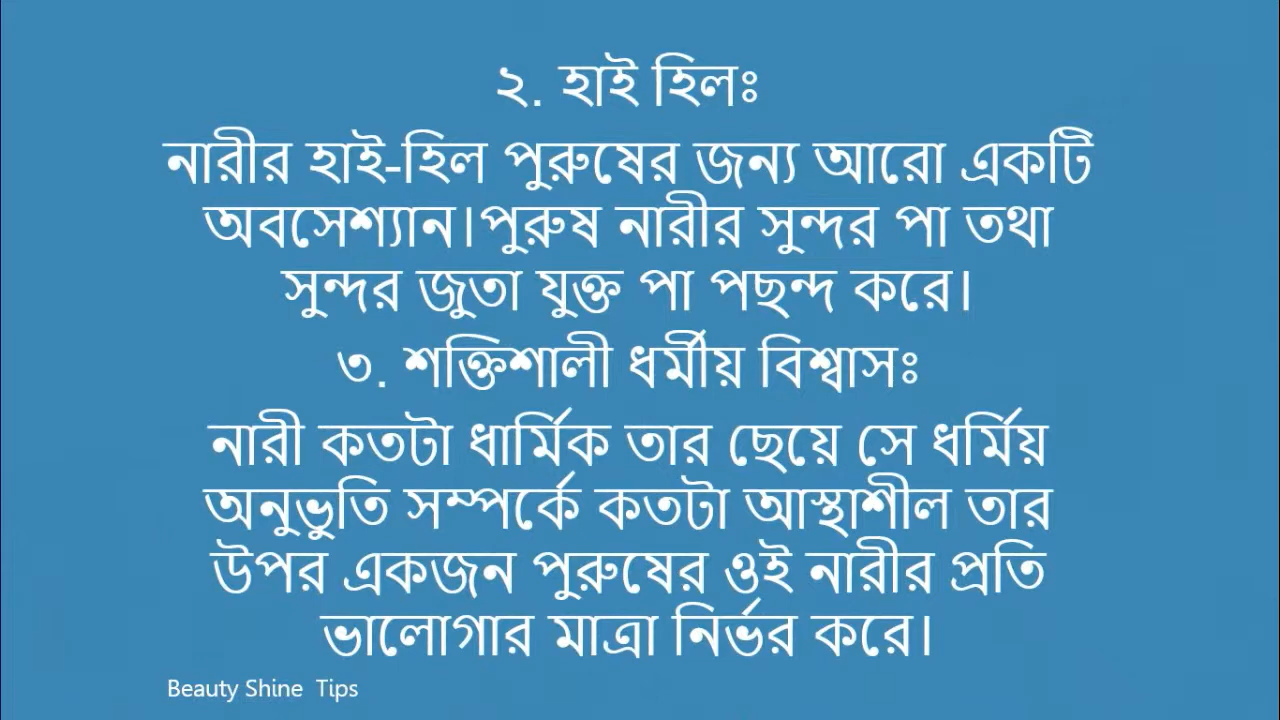 ২. হাই হিলঃ
নারীর হাই-হিল পুরুষের জন্য আরো একটি
অবসেশ্যান।পুরুষ নারীর সুন্দর পা তথা
সুন্দর জুতা যুক্ত পা পছন্দ করে।
৩. শক্তিশালী ধর্মীয় বিশ্বাসঃ
নারী কতটা ধার্মিক তার ছেয়ে সে ধর্মিয়
অনুভুতি সম্পর্কে কতটা আস্থাশীল তার
উপর একজন পুরুষের ওই নারীর প্রতি
ভালোগার মাত্রা নির্ভর করে।
Beauty Shine Tips